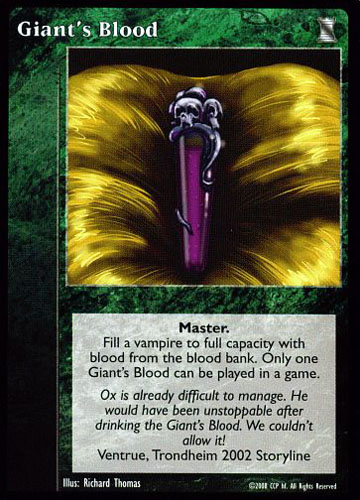 Giant's Blood
Master.
Fill a vampire to full capacity with
blood from the blood bank. Only one
Giant's Blood can be played in a game.
Ox is already difficult to manage. He
would have been unstoppable after
drinking the Giant's Blood. We couldn't
allow it!
Ventrue, Trondheim 2002 Storyline
Illus: Richard Thomas
©2008 CCP hf. All Rights Reserved